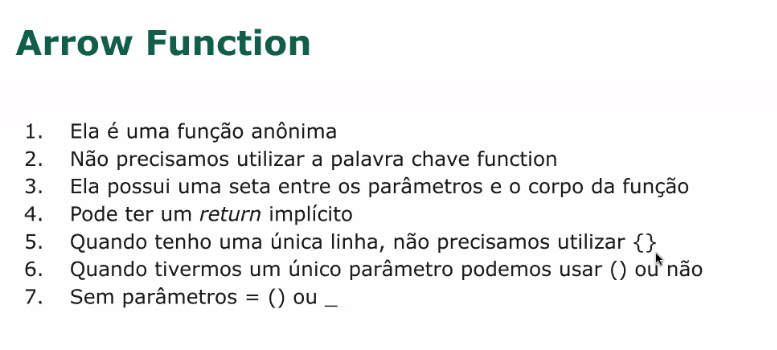 Arrow Function
1. Ela é uma função anônima
2. Não precisamos utilizar a palavra chave function
3. Ela possui uma seta entre os parâmetros e o corpo da função
4. Pode ter um return implícito
5. Quando tenho uma única linha, não precisamos utilizar {}
6. Quando tivermos um único parâmetro podemos usar () ou não
7. Sem parâmetros = () ou _